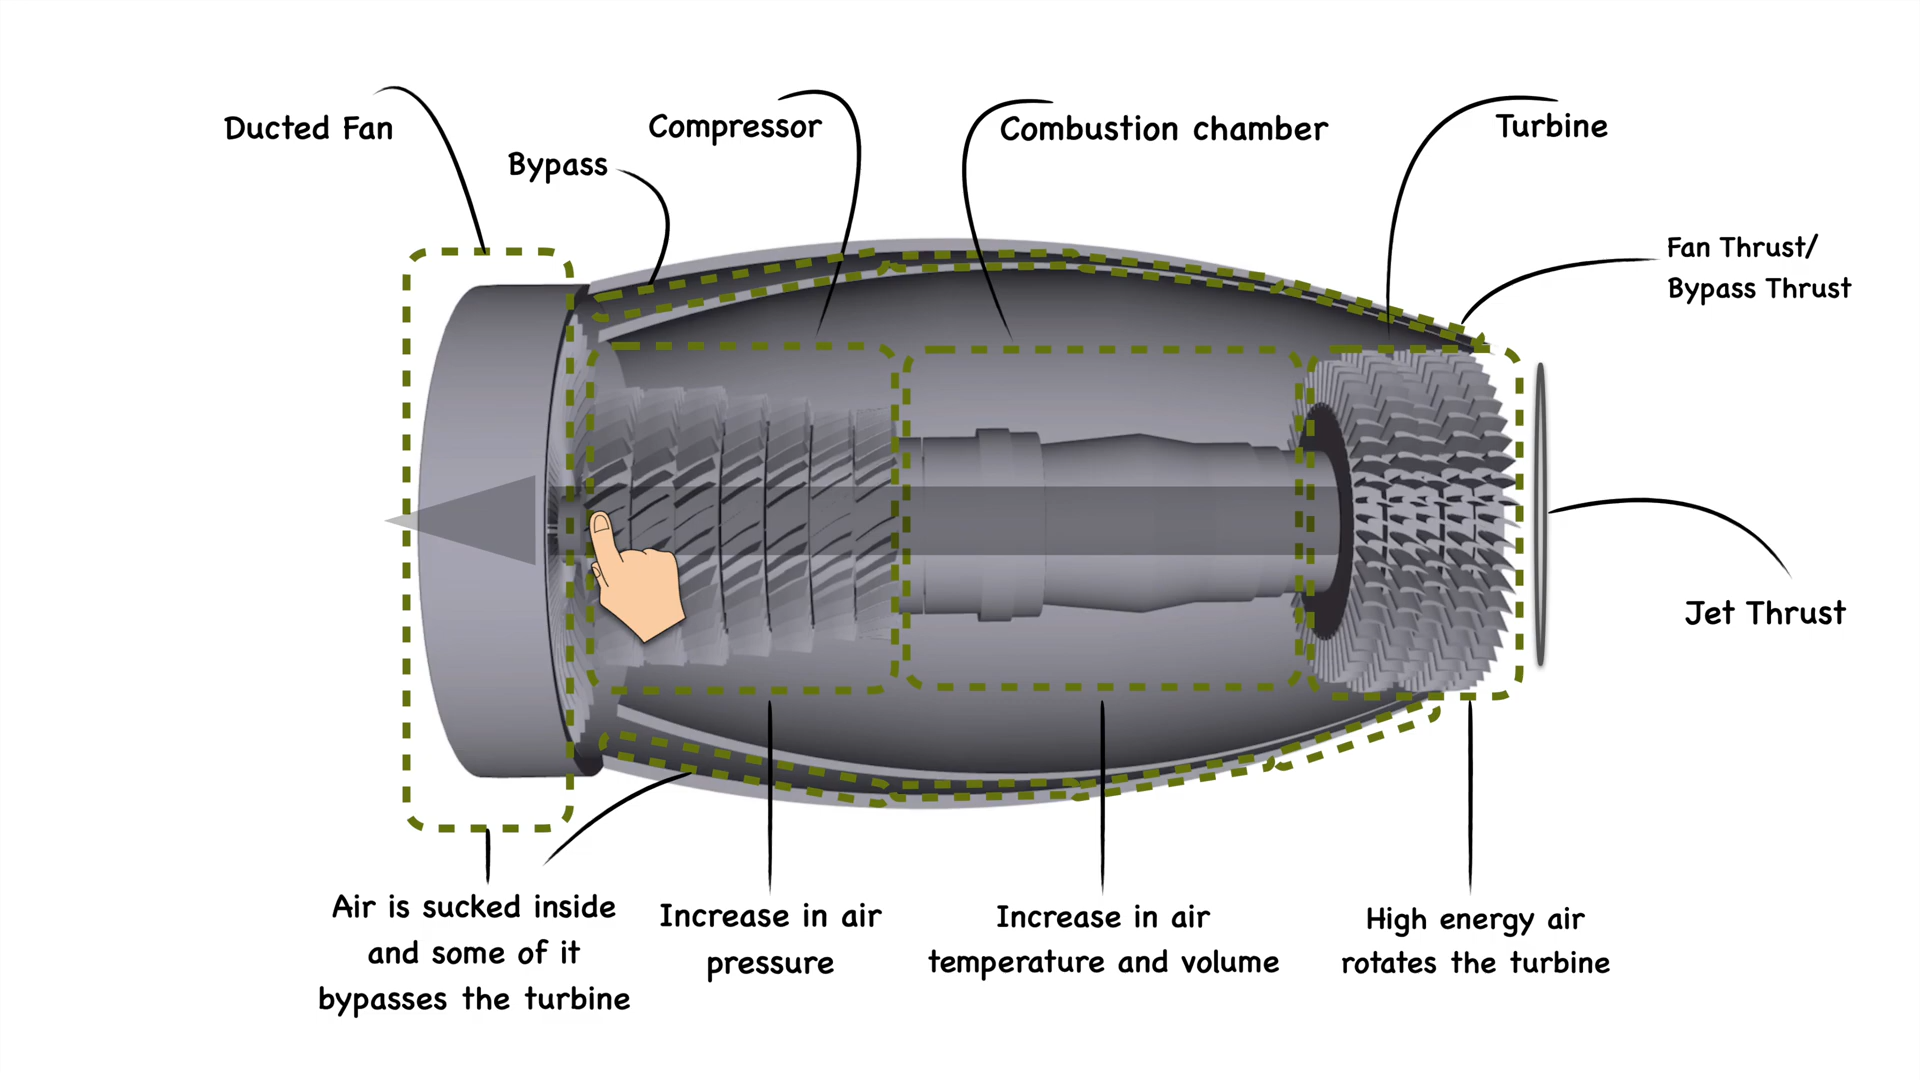 Ducted Fan
Bypass
Compressor
Combustion chamber
Turbine
Fan Thrust/
Bypass Thrust
Jet Thrust
Air is sucked inside
and some of it
bypasses the turbine
Increase in air
pressure
Increase in air
temperature and volume
High energy air
rotates the turbine